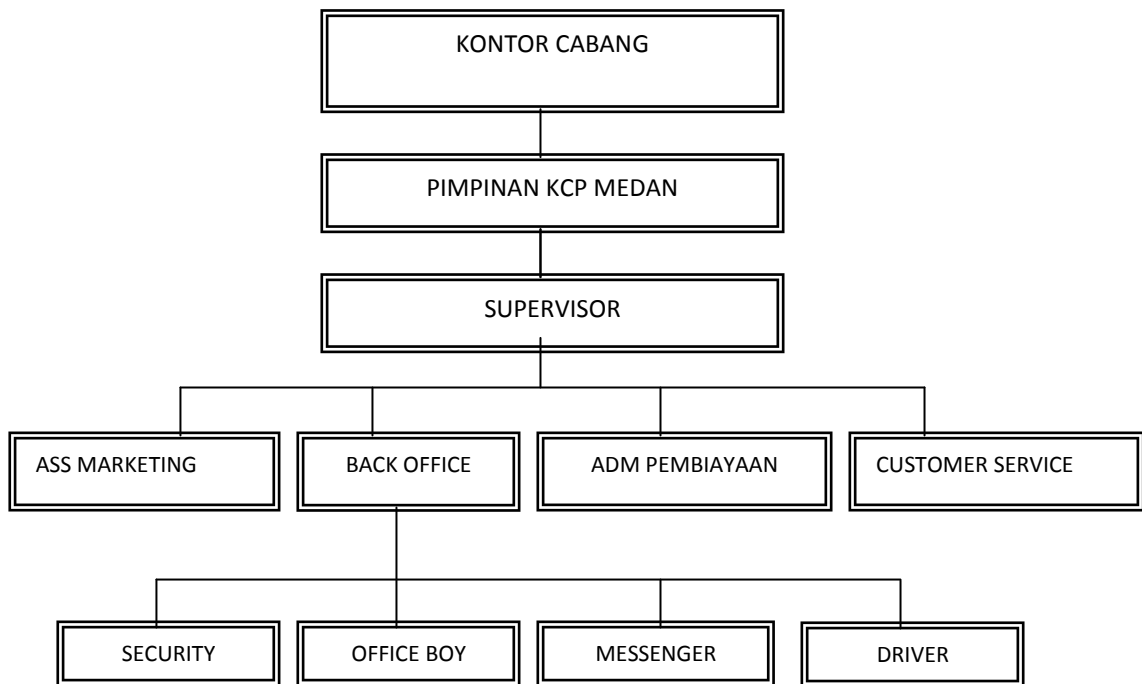 KONTOR CABANG
PIMPINAN KCP MEDAN
SUPERVISOR
ASS MARKETING
BACK OFFICE
ADM PEMBIAYAAN
CUSTOMER SERVICE
SECURITY
OFFICE BOY
MESSENGER
DRIVER